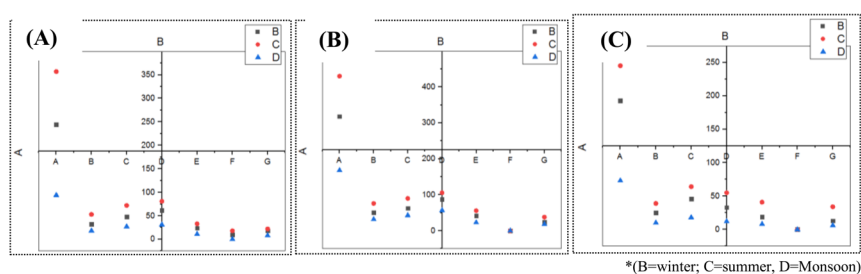 (A)
B
B
C
D
350
300
250
200
A
A B C D E F G
150
100
50
0
(B)
B
B
C
D
400
300
200
A
A B C D E F G
100
0
(C)
B
B
C
D
250
200
150
A
A B C D E F G
100
50
0
*(B=winter; C=summer, D=Monsoon)